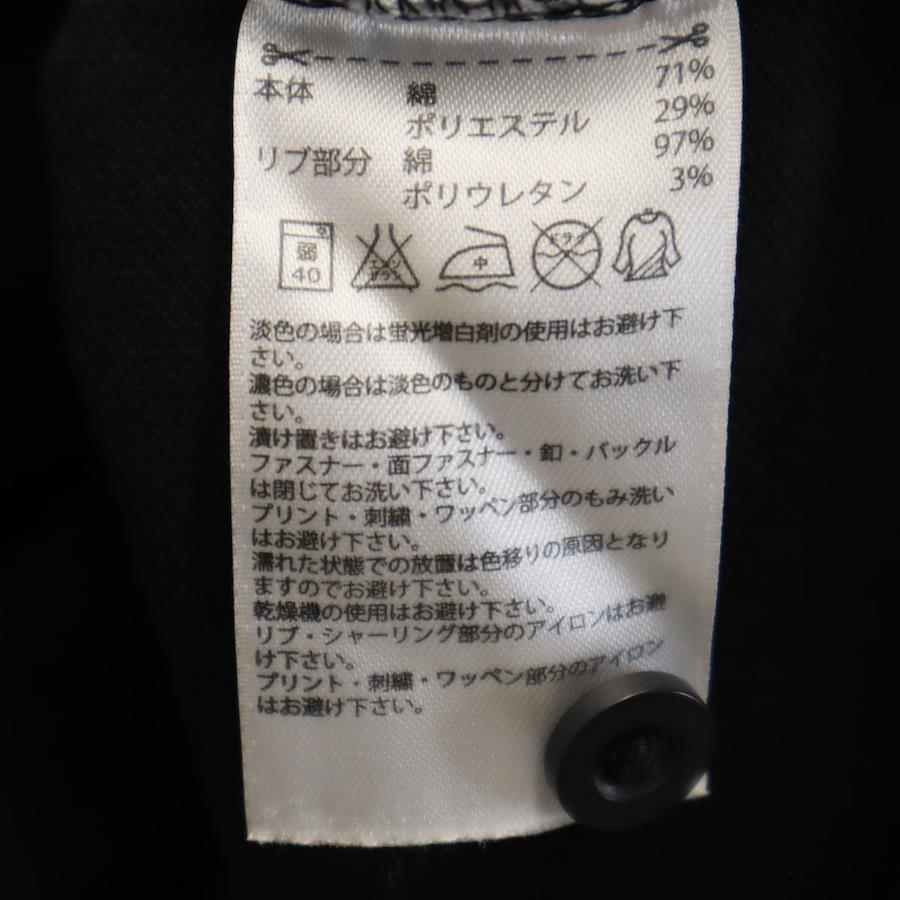 本体 綿 71%
ポリエステル 29%
リブ部分 綿 97%
ポリウレタン 3%
弱 40 エンソ サラシ 中 ドライ
淡色の場合は蛍光増白剤の使用はお避け下
さい。
濃色の場合は淡色のものと分けてお洗い下
さい。
漬け置きはお避け下さい。
ファスナー・面ファスナー・釦・バックル
は閉じてお洗い下さい。
プリント・刺繍・ワッペン部分のもみ洗い
はお避け下さい。
濡れた状態での放置は色移りの原因となり
ますのでお避け下さい。
乾燥機の使用はお避け下さい。
リブ・シャーリング部分のアイロンはお避
け下さい。
プリント・刺繍・ワッペン部分のアイロン
はお避け下さい。